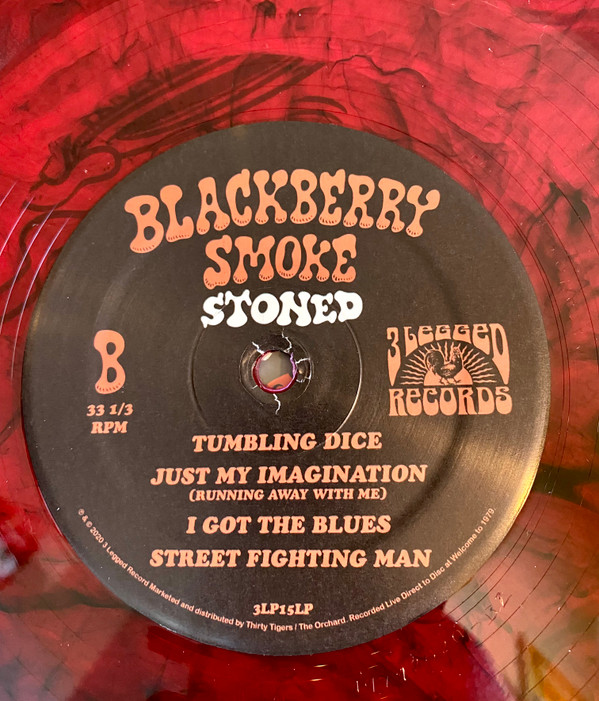 BLACKBERRY
SMOKE
STONED
B
33 1/3
RPM
3 LEGGED
RECORDS
TUMBLING DICE
JUST MY IMAGINATION
(RUNNING AWAY WITH ME)
I GOT THE BLUES
STREET FIGHTING MAN
3LP15LP
℗ & © 2020 3 Legged Record Marketed and distributed by Thirty Tigers / The Orchard. Recorded Live Direct to Disc at Welcome to 1979.